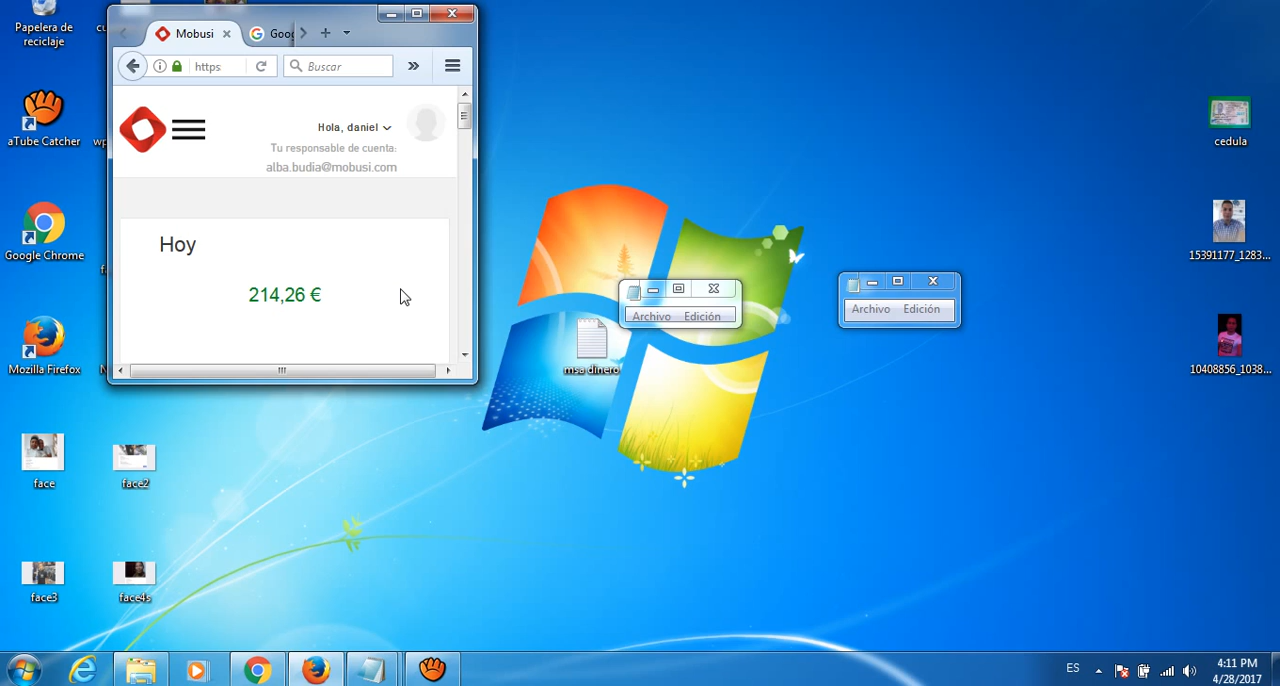 Papelera de
reciclaje
aTube Catcher
Google Chrome
Mozilla Firefox
face
face2
face3
face4s
Mobusi
Goog
https
Buscar
Hola, daniel
Tu responsable de cuenta:
alba.budia@mobusi.com
Hoy
214,26 €
Archivo Edición
msa dinero
Archivo Edición
cedula
15391177_1283...
10408856_1038...
ES
4:11 PM
4/28/2017